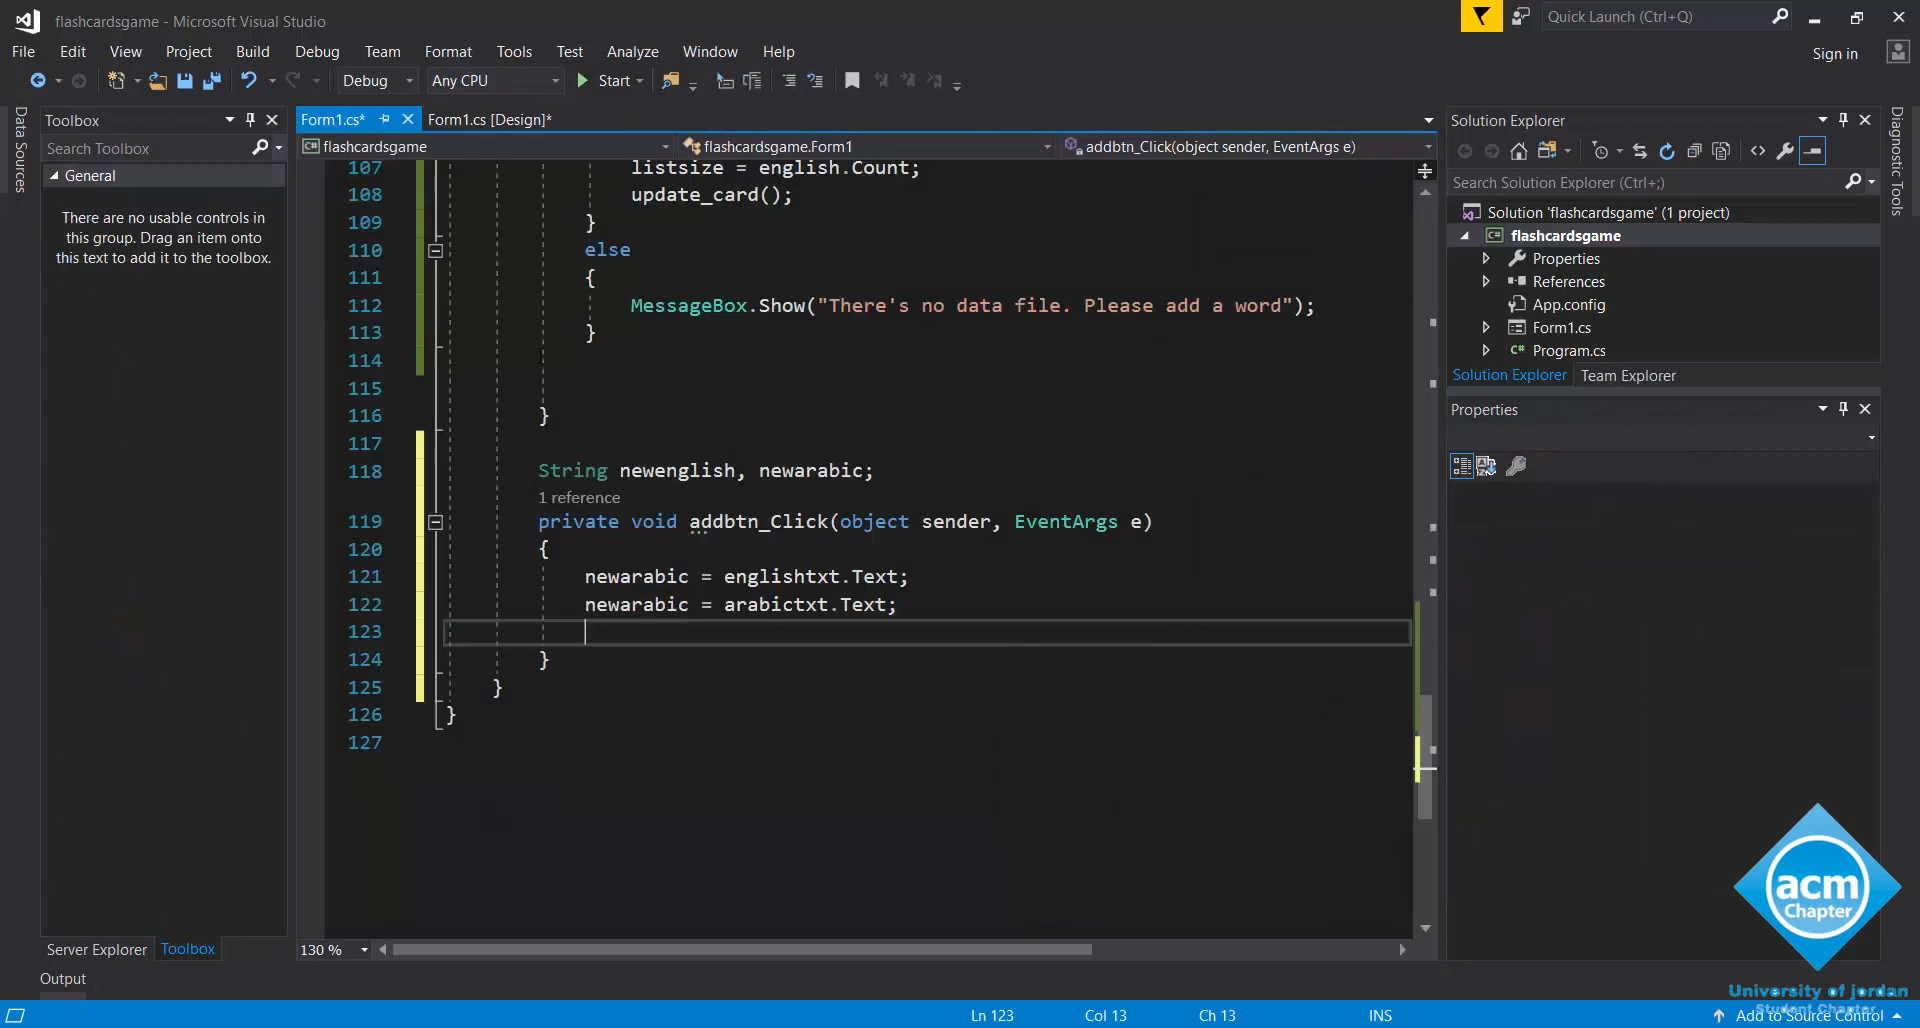 flashcardsgame - Microsoft Visual Studio
Quick Launch (Ctrl+Q)
File Edit View Project Build Debug Team Format Tools Test Analyze Window Help
Sign in
Debug Any CPU Start
Data Sources
Toolbox
Search Toolbox
General
There are no usable controls in
this group. Drag an item onto
this text to add it to the toolbox.
Server Explorer Toolbox
Output
Form1.cs* Form1.cs [Design]*
flashcardsgame flashcardsgame.Form1 addbtn_Click(object sender, EventArgs e)
107 listsize = english.Count;
108 update_card();
109 }
110 else
111 {
112 MessageBox.Show("There's no data file. Please add a word");
113 }
114
115
116 }
117
118 String newenglish, newarabic;
1 reference
119 private void addbtn_Click(object sender, EventArgs e)
120 {
121 newarabic = englishtxt.Text;
122 newarabic = arabictxt.Text;
123
124 }
125 }
126 }
127
130 %
Solution Explorer
Search Solution Explorer (Ctrl+;)
Solution 'flashcardsgame' (1 project)
flashcardsgame
Properties
References
App.config
Form1.cs
Program.cs
Solution Explorer Team Explorer
Properties
Diagnostic Tools
acm
Chapter
University of jordan
Student Chapter
Ln 123 Col 13 Ch 13 INS Add to Source Control